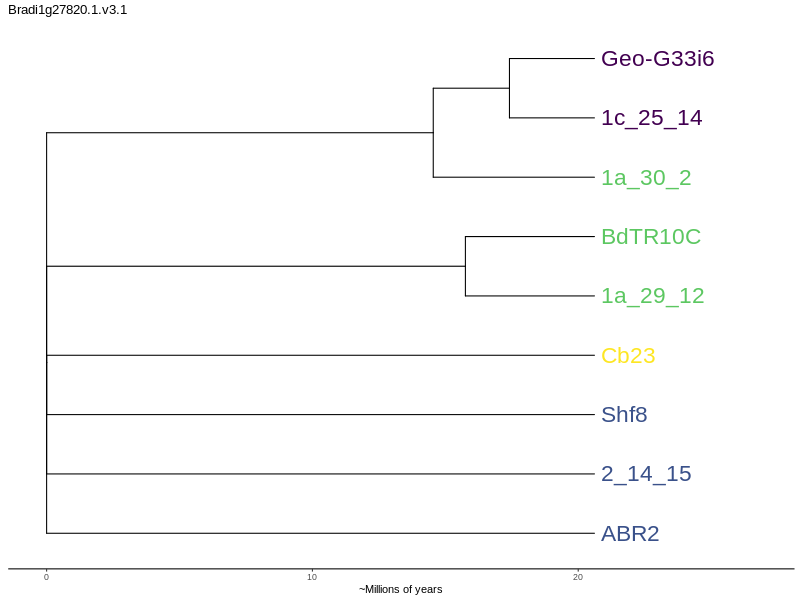 Bradi1g27820.1.v3.1
Geo-G33i6
1c_25_14
1a_30_2
BdTR10C
1a_29_12
Cb23
Shf8
2_14_15
ABR2
0 10 20
~Millions of years